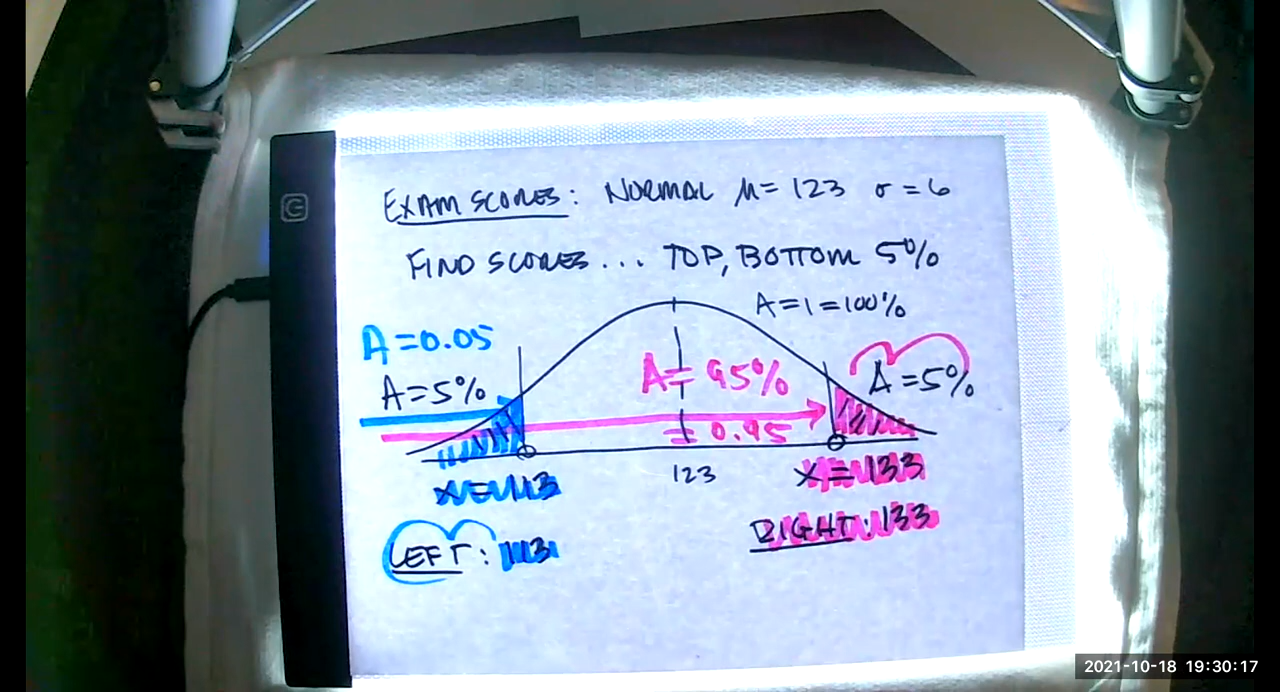 EXAM SCORES: NORMAL μ= 123 σ=6
FIND SCORES... TOP, BOTTOM 5%
A=1=100%
A=0.05
A=5%
A= 95%
= 0.95
A=5%
x=113
123
x=133
LEFT: 113
RIGHT: 133
2021-10-18 19:30:17